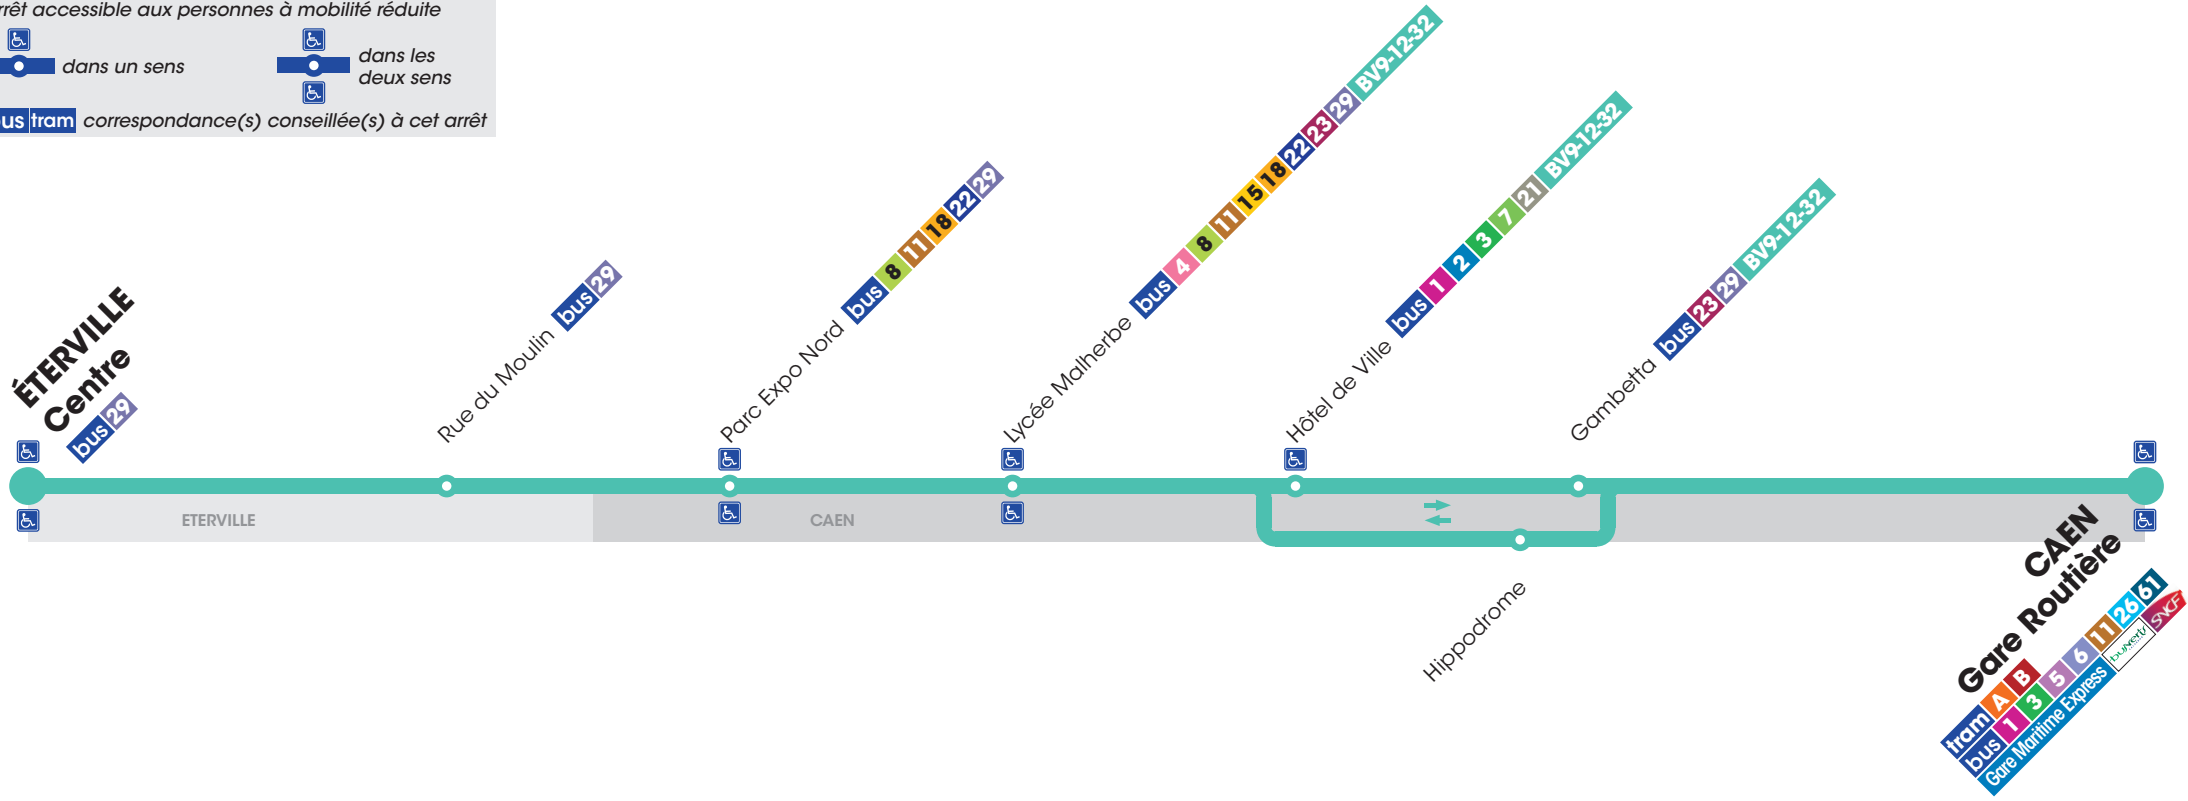 rrêt accessible aux personnes à mobilité réduite
dans un sens
dans les
deux sens
us tram correspondance(s) conseillée(s) à cet arrêt
ÉTERVILLE
Centre
bus 29
Rue du Moulin bus 29
Parc Expo Nord bus 8 11 18 22 29
Lycée Malherbe bus 4 8 11 15 18 22 23 29 BV9-12-32
Hôtel de Ville bus 1 2 3 7 21 BV9-12-32
Gambetta bus 23 29 BV9-12-32
ETERVILLE
CAEN
Hippodrome
CAEN
Gare Routière
tram A B
bus 1 3 5 6 11 26 61
Gare Maritime Express bus verts SNCF